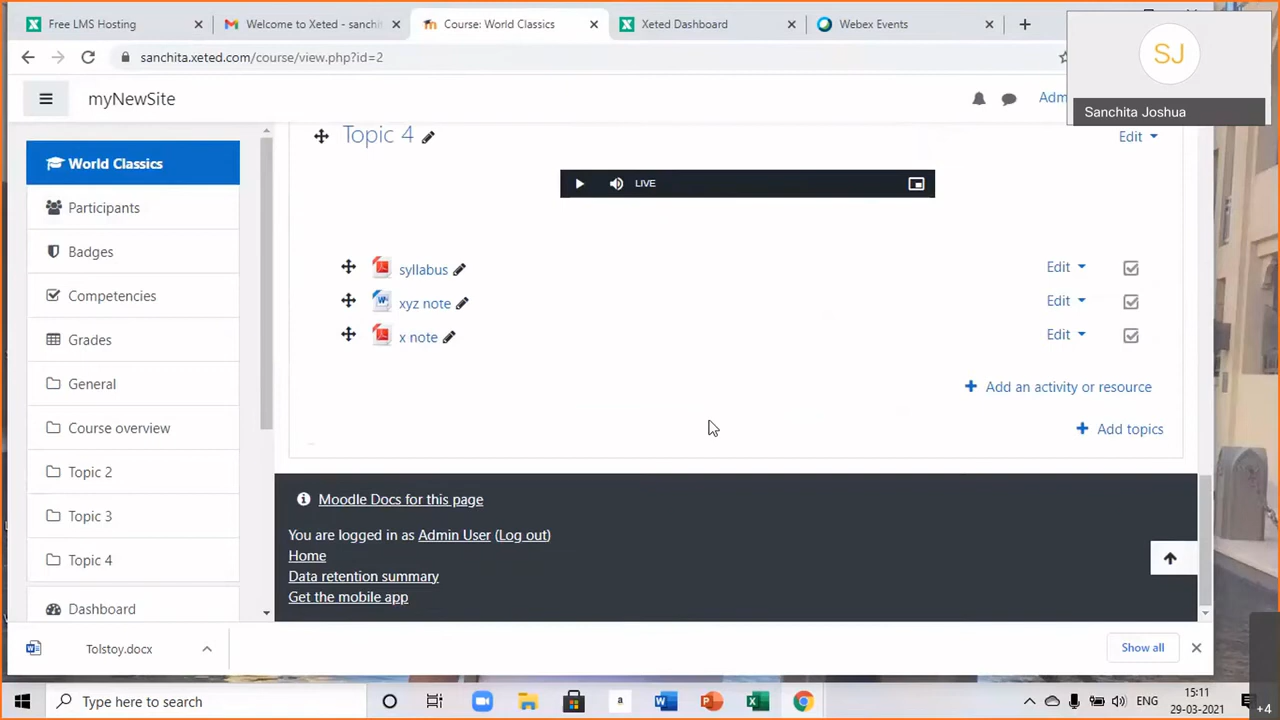 Free LMS Hosting
Welcome to Xeted - sanchit
Course: World Classics
Xeted Dashboard
Webex Events
sanchita.xeted.com/course/view.php?id=2
SJ
Sanchita Joshua
myNewSite
Adm
World Classics
Participants
Badges
Competencies
Grades
General
Course overview
Topic 2
Topic 3
Topic 4
Dashboard
Topic 4
Edit
LIVE
syllabus
Edit
xyz note
Edit
x note
Edit
Add an activity or resource
Add topics
Moodle Docs for this page
You are logged in as Admin User (Log out)
Home
Data retention summary
Get the mobile app
Tolstoy.docx
Show all
Type here to search
a
ENG
15:11
29-03-2021
+4